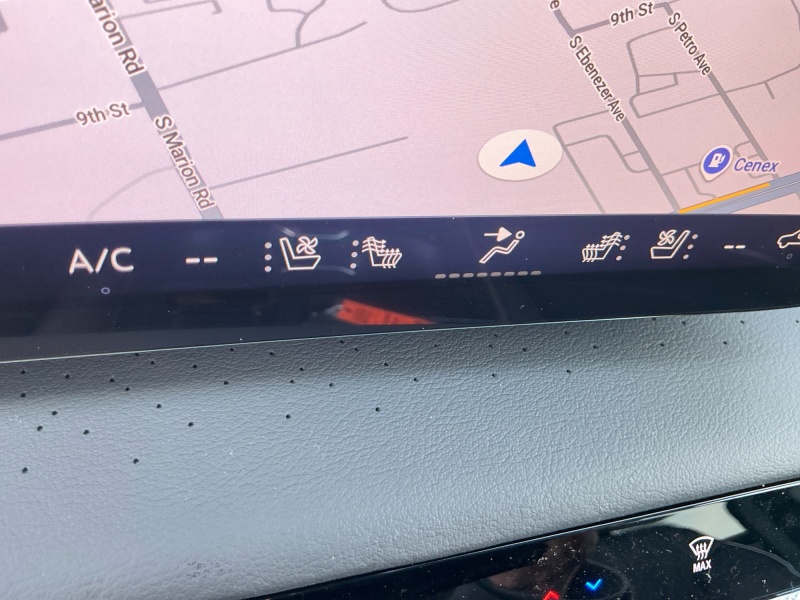 Marion Rd
9th St
S Petro Ave
S Ebenezer Ave
9th St
S Marion Rd
Cenex
A/C
--
--
MAX